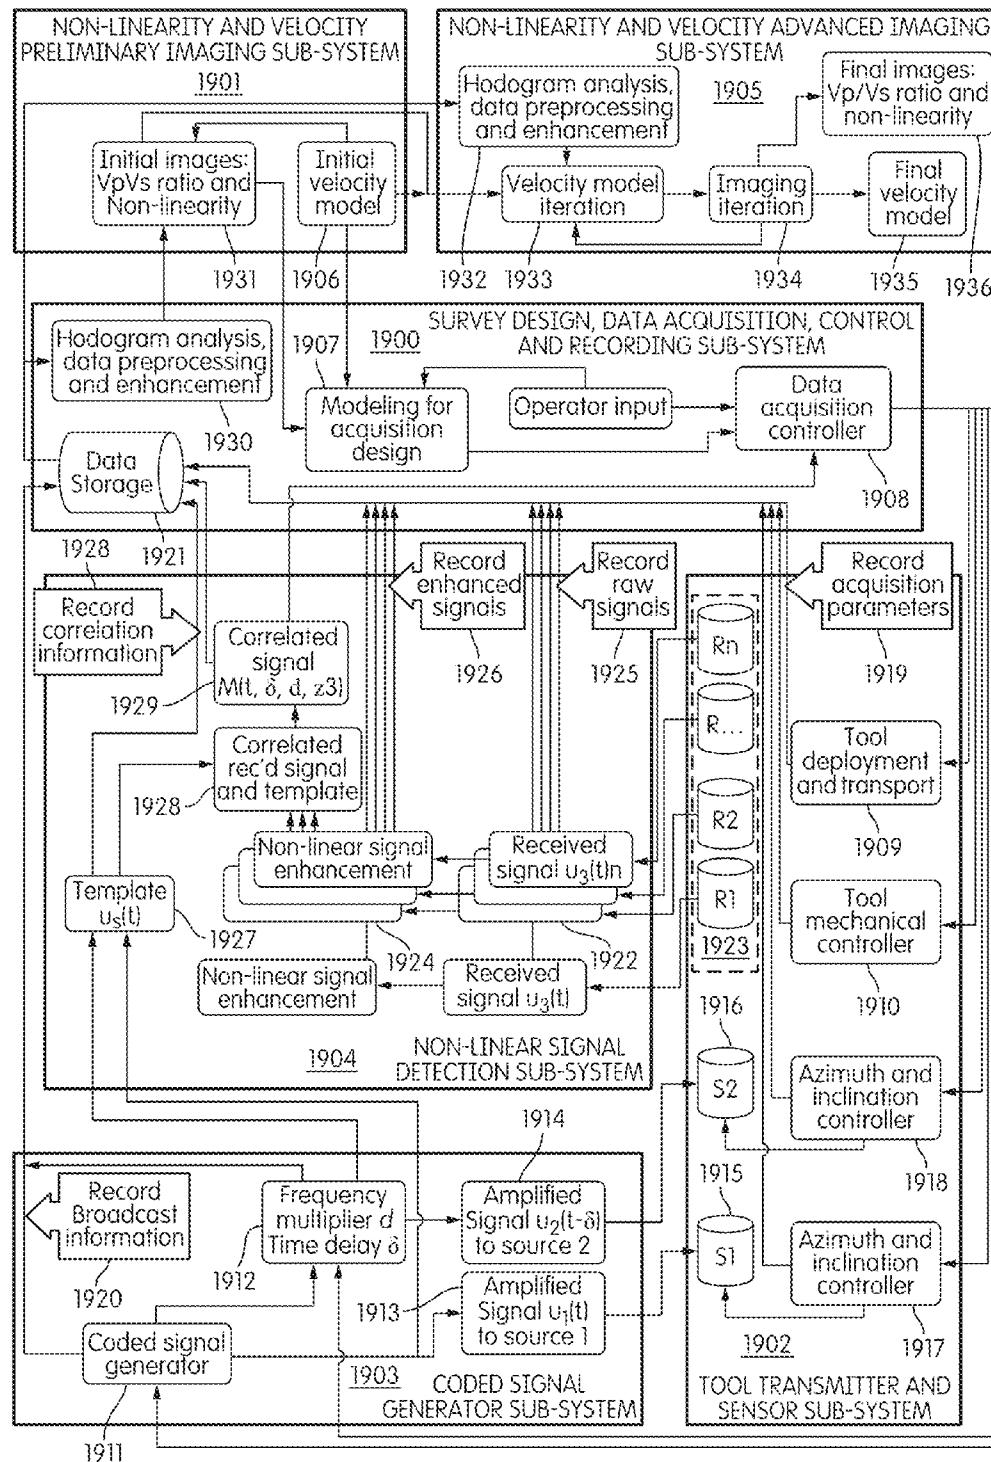 NON-LINEARITY AND VELOCITY
PRELIMINARY IMAGING SUB-SYSTEM
1901
Initial images:
VpVs ratio and
Non-linearity
Initial
velocity
model
1931
1906
NON-LINEARITY AND VELOCITY ADVANCED IMAGING
SUB-SYSTEM
Hodogram analysis,
data preprocessing
and enhancement
1905
Final images:
Vp/Vs ratio and
non-linearity
Velocity model
iteration
Imaging
iteration
Final
velocity
model
1932
1933
1934
1935
1936
SURVEY DESIGN, DATA ACQUISITION, CONTROL
AND RECORDING SUB-SYSTEM
1900
1907
Hodogram analysis,
data preprocessing
and enhancement
1930
Modeling for
acquisition
design
Operator input
Data
acquisition
controller
1908
Data
Storage
1921
1928
Record
correlation
information
Record
enhanced
signals
1926
Record
raw
signals
1925
Record
acquisition
parameters
1919
Correlated
signal
M(t, δ, d, z3)
1929
Correlated
rec'd signal
and template
1928
Non-linear signal
enhancement
Received
signal u3(t)n
Template
us(t)
1927
1924
1922
Non-linear signal
enhancement
Received
signal u3(t)
1904
NON-LINEAR SIGNAL
DETECTION SUB-SYSTEM
Rn
R...
R2
R1
1923
Tool
deployment
and transport
1909
Tool
mechanical
controller
1910
1916
S2
Azimuth and
inclination
controller
1918
1915
S1
Azimuth and
inclination
controller
1917
1902
TOOL TRANSMITTER AND
SENSOR SUB-SYSTEM
Record
Broadcast
information
1920
Frequency
multiplier d
Time delay δ
1912
1914
Amplified
Signal u2(t-δ)
to source 2
1913
Amplified
Signal u1(t)
to source 1
Coded signal
generator
1911
1903
CODED SIGNAL
GENERATOR SUB-SYSTEM